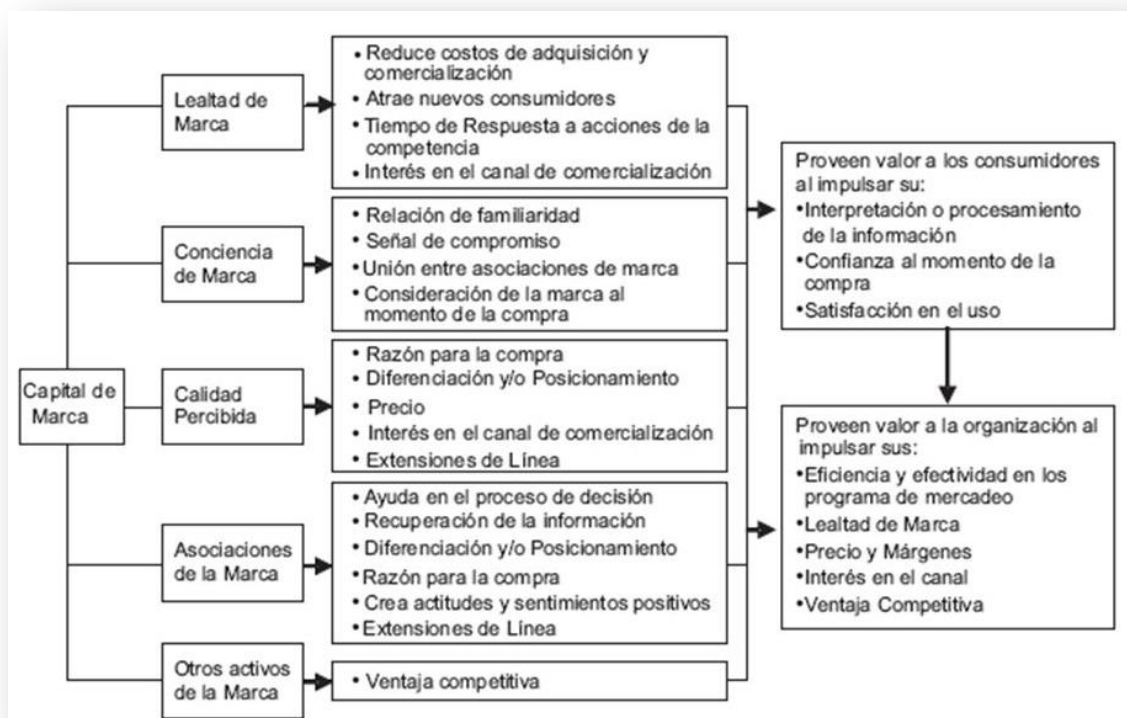 Capital de
Marca
Lealtad de
Marca
• Reduce costos de adquisición y
comercialización
• Atrae nuevos consumidores
• Tiempo de Respuesta a acciones de la
competencia
• Interés en el canal de comercialización
Conciencia
de Marca
• Relación de familiaridad
• Señal de compromiso
• Unión entre asociaciones de marca
• Consideración de la marca al
momento de la compra
Calidad
Percibida
• Razón para la compra
• Diferenciación y/o Posicionamiento
• Precio
• Interés en el canal de comercialización
• Extensiones de Línea
Asociaciones
de la Marca
• Ayuda en el proceso de decisión
• Recuperación de la información
• Diferenciación y/o Posicionamiento
• Razón para la compra
• Crea actitudes y sentimientos positivos
• Extensiones de Línea
Otros activos
de la Marca
• Ventaja competitiva
Proveen valor a los consumidores
al impulsar su:
•Interpretación o procesamiento
de la información
•Confianza al momento de la
compra
•Satisfacción en el uso
Proveen valor a la organización al
impulsar sus:
•Eficiencia y efectividad en los
programa de mercadeo
•Lealtad de Marca
•Precio y Márgenes
•Interés en el canal
•Ventaja Competitiva